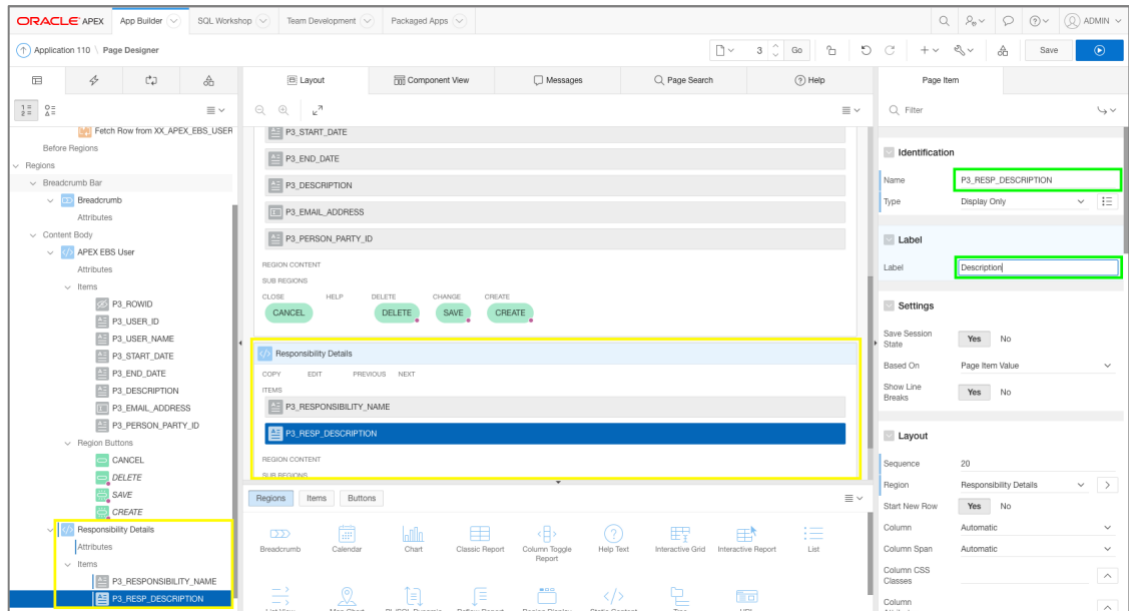 ORACLE APEX App Builder SQL Workshop Team Development Packaged Apps ADMIN
Application 110 \ Page Designer 3 Go Save
Layout Component View Messages Page Search Help Page Item
Filter
Fetch Row from XX_APEX_EBS_USER
Before Regions
Regions
Breadcrumb Bar
Breadcrumb
Attributes
Content Body
APEX EBS User
Attributes
Items
P3_ROWID
P3_USER_ID
P3_USER_NAME
P3_START_DATE
P3_END_DATE
P3_DESCRIPTION
P3_EMAIL_ADDRESS
P3_PERSON_PARTY_ID
Region Buttons
CANCEL
DELETE
SAVE
CREATE
Responsibility Details
Attributes
Items
P3_RESPONSIBILITY_NAME
P3_RESP_DESCRIPTION
P3_START_DATE
P3_END_DATE
P3_DESCRIPTION
P3_EMAIL_ADDRESS
P3_PERSON_PARTY_ID
REGION CONTENT
SUB REGIONS
CLOSE HELP DELETE CHANGE CREATE
CANCEL DELETE SAVE CREATE
Responsibility Details
COPY EDIT PREVIOUS NEXT
ITEMS
P3_RESPONSIBILITY_NAME
P3_RESP_DESCRIPTION
REGION CONTENT
SUB REGIONS
Regions Items Buttons
Breadcrumb Calendar Chart Classic Report Column Toggle Report Help Text Interactive Grid Interactive Report List
Identification
Name P3_RESP_DESCRIPTION
Type Display Only
Label
Label Description
Settings
Save Session State Yes No
Based On Page Item Value
Show Line Breaks Yes No
Layout
Sequence 20
Region Responsibility Details
Start New Row Yes No
Column Automatic
Column Span Automatic
Column CSS Classes
Column